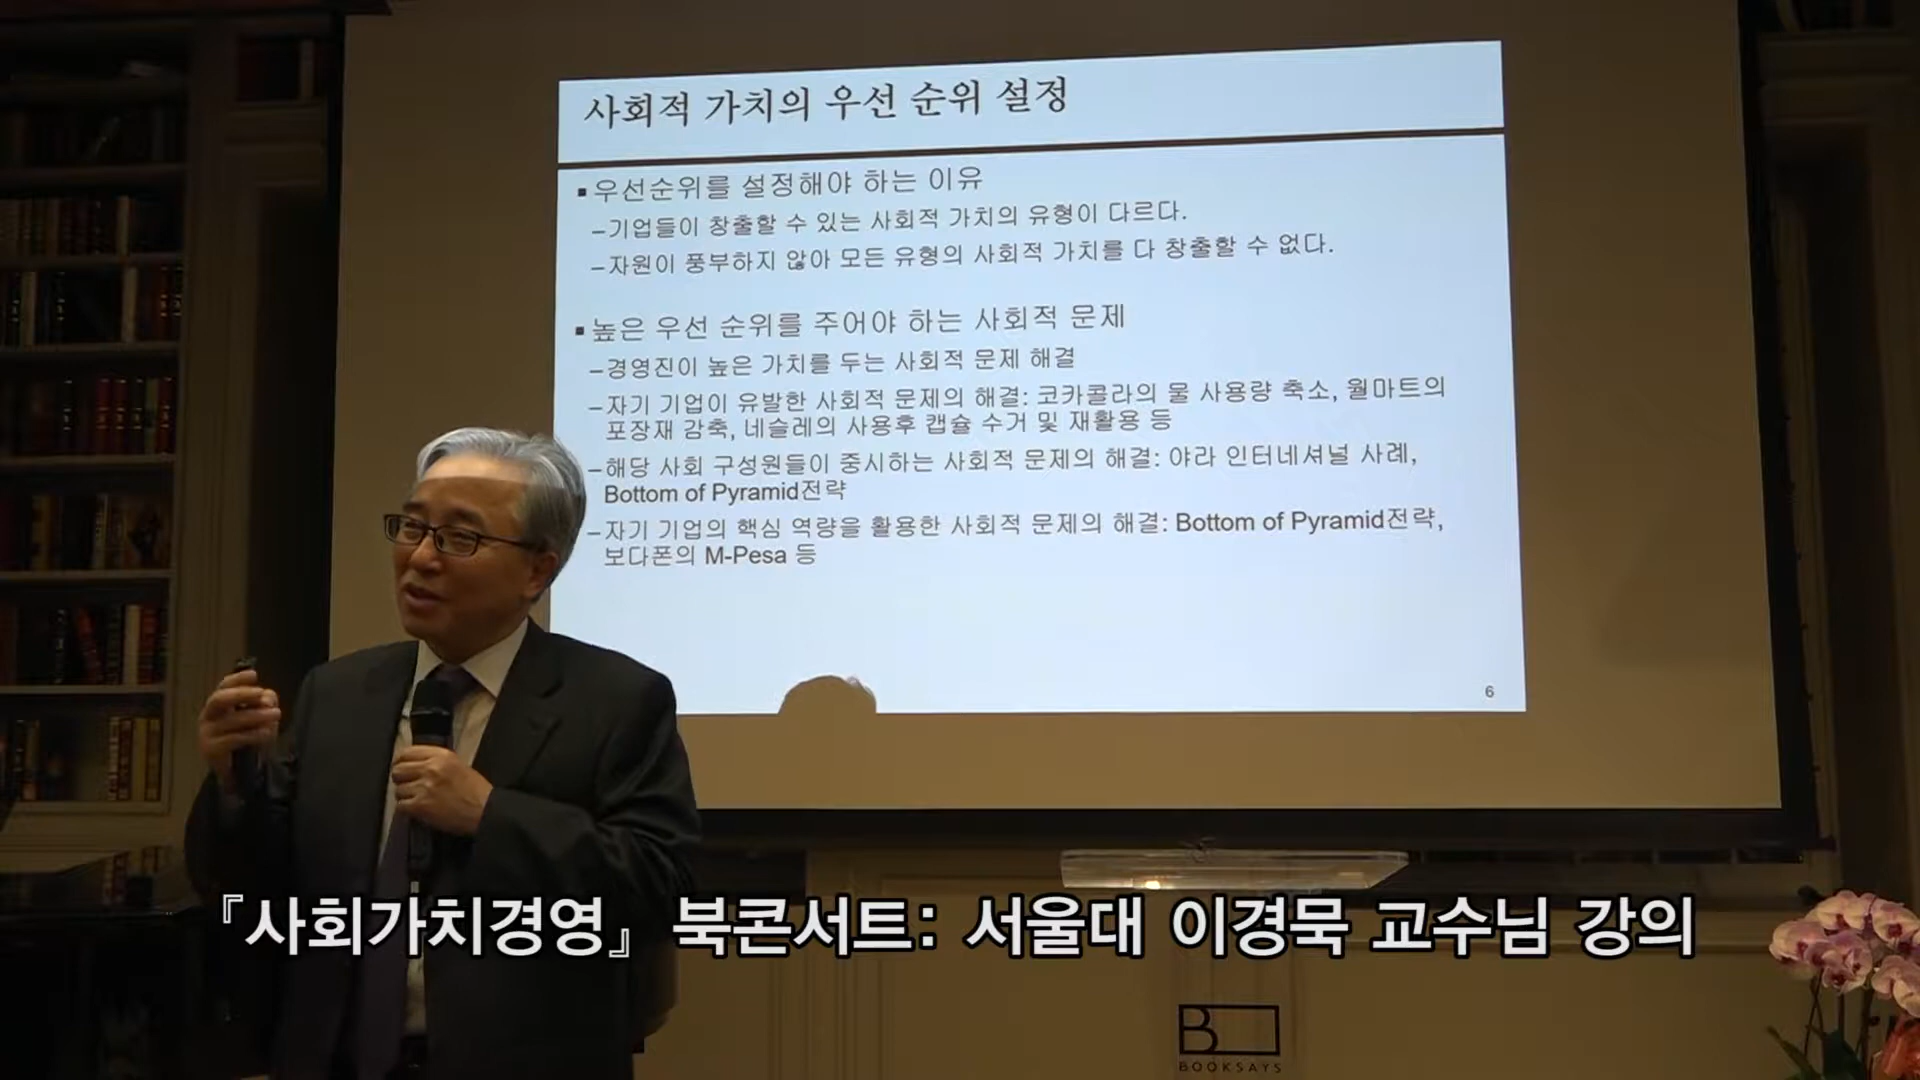 사회적 가치의 우선 순위 설정
▪우선순위를 설정해야 하는 이유
–기업들이 창출할 수 있는 사회적 가치의 유형이 다르다.
–자원이 풍부하지 않아 모든 유형의 사회적 가치를 다 창출할 수 없다.
▪높은 우선 순위를 주어야 하는 사회적 문제
–경영진이 높은 가치를 두는 사회적 문제 해결
–자기 기업이 유발한 사회적 문제의 해결: 코카콜라의 물 사용량 축소, 월마트의
포장재 감축, 네슬레의 사용후 캡슐 수거 및 재활용 등
–해당 사회 구성원들이 중시하는 사회적 문제의 해결: 야라 인터네셔널 사례,
Bottom of Pyramid전략
–자기 기업의 핵심 역량을 활용한 사회적 문제의 해결: Bottom of Pyramid전략,
보다폰의 M-Pesa 등
6
『사회가치경영』 북콘서트: 서울대 이경묵 교수님 강의
BOOKSAYS